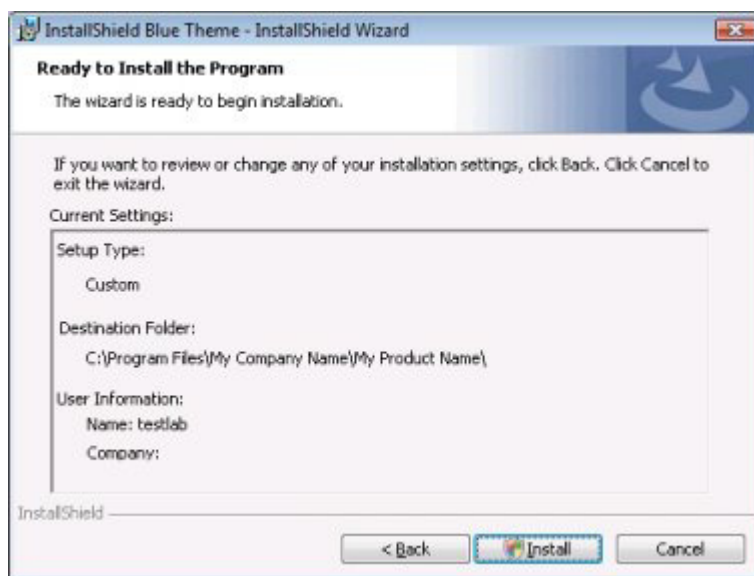 InstallShield Blue Theme - InstallShield Wizard
Ready to Install the Program
The wizard is ready to begin installation.
If you want to review or change any of your installation settings, click Back. Click Cancel to
exit the wizard.
Current Settings:
Setup Type:
Custom
Destination Folder:
C:\Program Files\My Company Name\My Product Name\
User Information:
Name: testlab
Company:
InstallShield
< Back
Install
Cancel